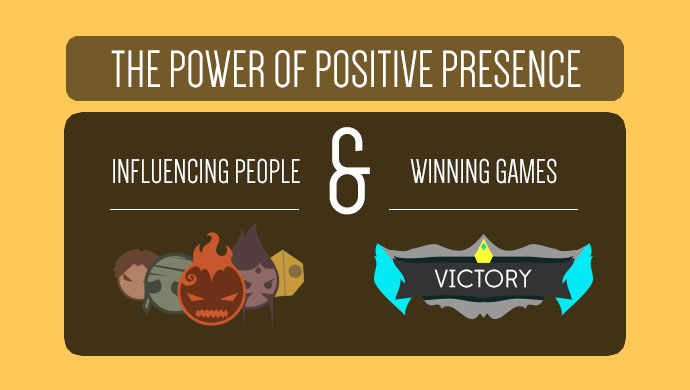 THE POWER OF POSITIVE PRESENCE
INFLUENCING PEOPLE & WINNING GAMES
VICTORY